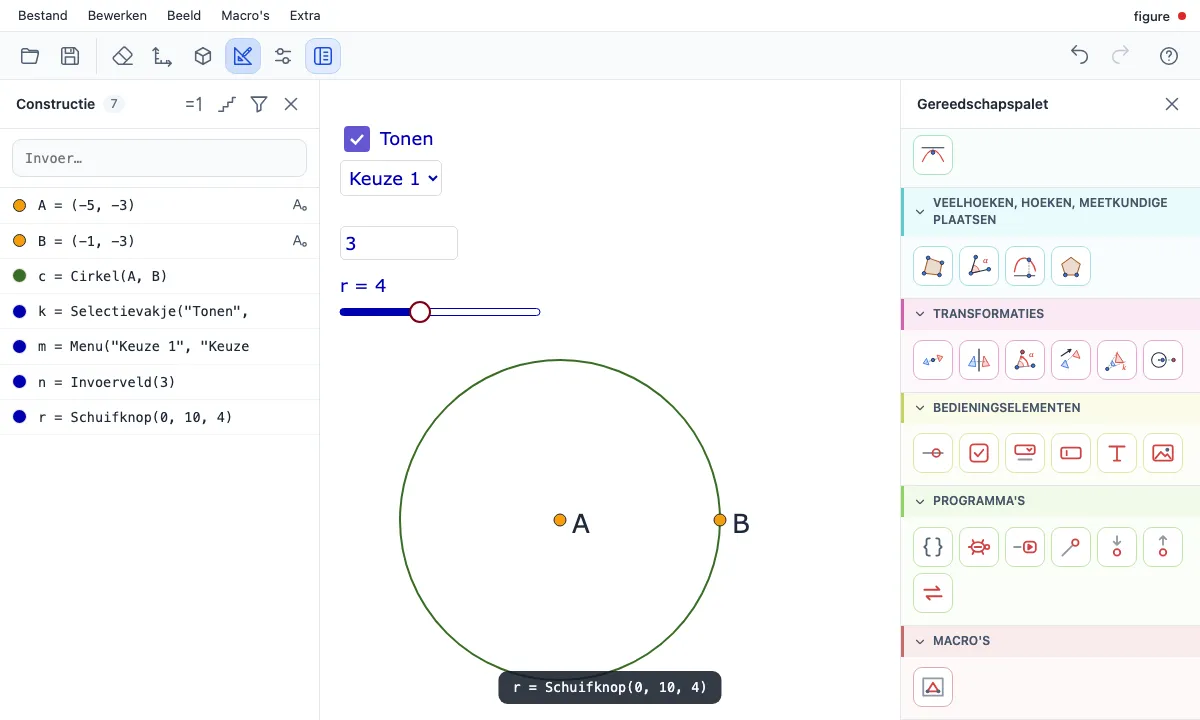 Bestand Bewerken Beeld Macro's Extra
figure
Constructie 7
=1
Gereedschapspalet
Invoer…
A = (−5, −3)
B = (−1, −3)
c = Cirkel(A, B)
k = Selectievakje("Tonen",
m = Menu("Keuze 1", "Keuze
n = Invoerveld(3)
r = Schuifknop(0, 10, 4)
Tonen
Keuze 1
3
r = 4
A
B
r = Schuifknop(0, 10, 4)
VEELHOEKEN, HOEKEN, MEETKUNDIGE
PLAATSEN
TRANSFORMATIES
BEDIENINGSELEMENTEN
PROGRAMMA'S
MACRO'S